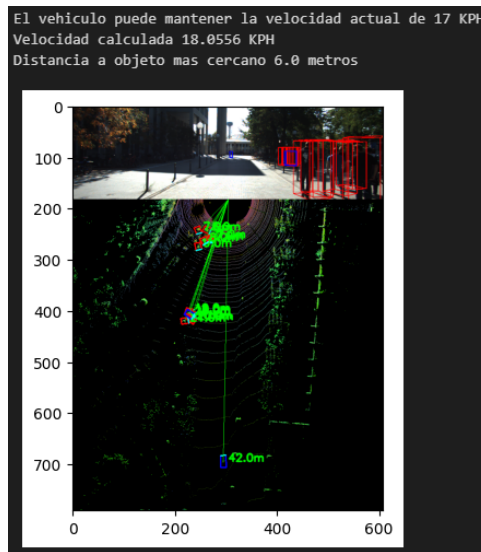 El vehiculo puede mantener la velocidad actual de 17 KPH
Velocidad calculada 18.0556 KPH
Distancia a objeto mas cercano 6.0 metros
0
100
200
300
400
500
600
700
42.0m
0 200 400 600